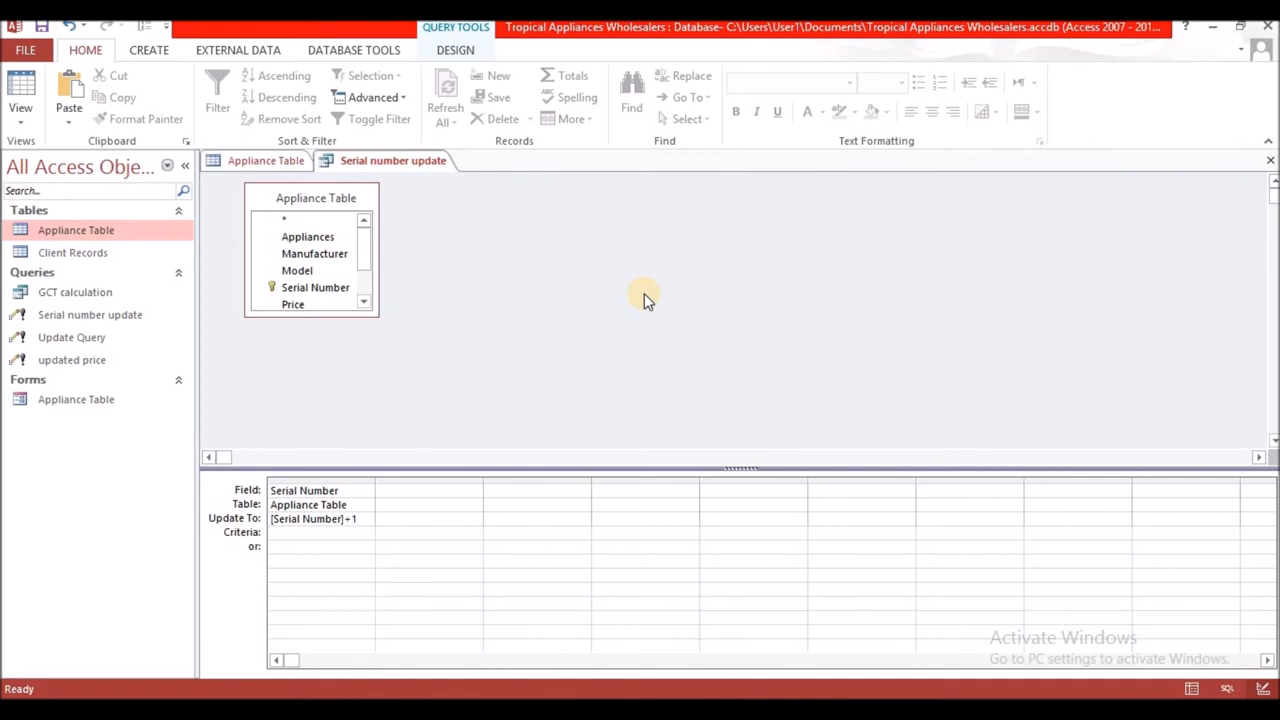 QUERY TOOLS
Tropical Appliances Wholesalers : Database- C:\Users\User1\Documents\Tropical Appliances Wholesalers.accdb (Access 2007 - 201...
FILE HOME CREATE EXTERNAL DATA DATABASE TOOLS DESIGN
View
Paste
Cut
Copy
Format Painter
Filter
Ascending
Descending
Remove Sort
Selection
Advanced
Toggle Filter
Refresh
All
New
Save
Delete
Totals
Spelling
More
Find
Replace
Go To
Select
B I U A
Views Clipboard Sort & Filter Records Find Text Formatting
All Access Obje...
Search...
Tables
Appliance Table
Client Records
Queries
GCT calculation
Serial number update
Update Query
updated price
Forms
Appliance Table
Appliance Table Serial number update
Appliance Table
*
Appliances
Manufacturer
Model
Serial Number
Price
Field: Serial Number
Table: Appliance Table
Update To: [Serial Number]+1
Criteria:
or:
Activate Windows
Go to PC settings to activate Windows.
Ready
SQL